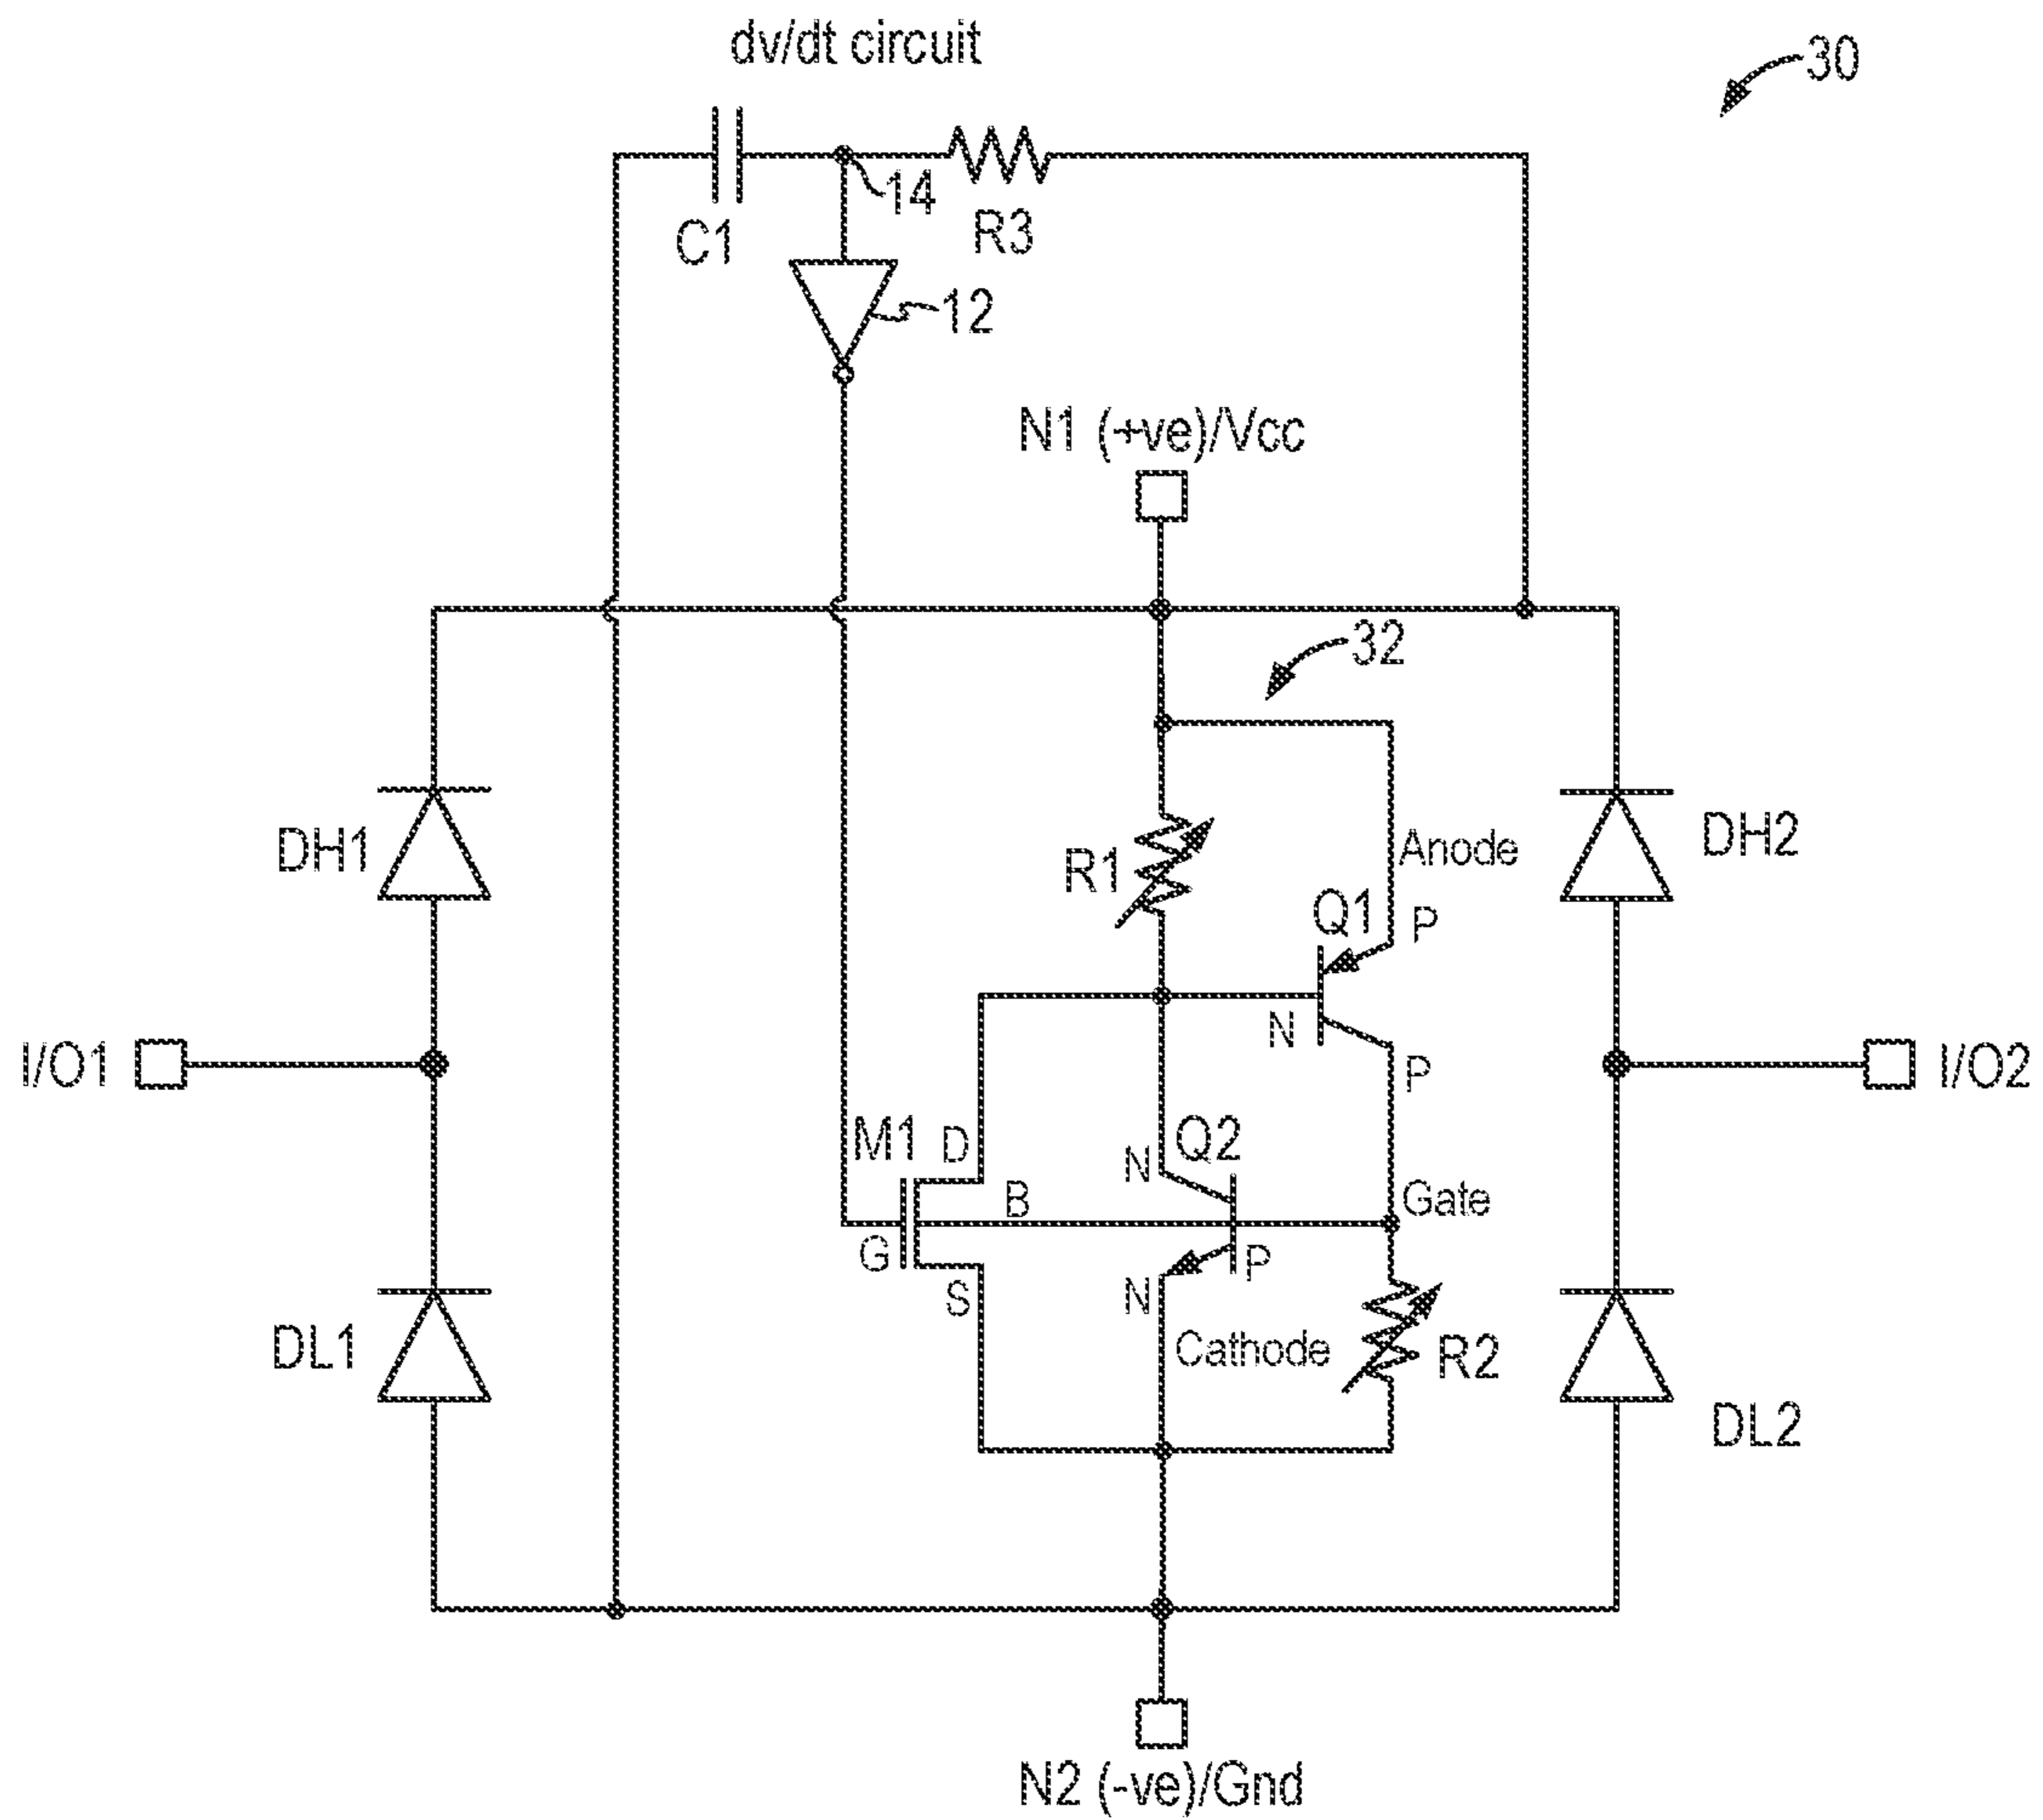 dv/dt circuit
30
14
C1
R3
12
N1 (+ve)/Vcc
32
DH1
R1
Anode
DH2
Q1
P
N
I/O1
I/O2
P
M1
D
Q2
N
B
Gate
G
P
S
N
Cathode
R2
DL1
DL2
N2 (-ve)/Gnd